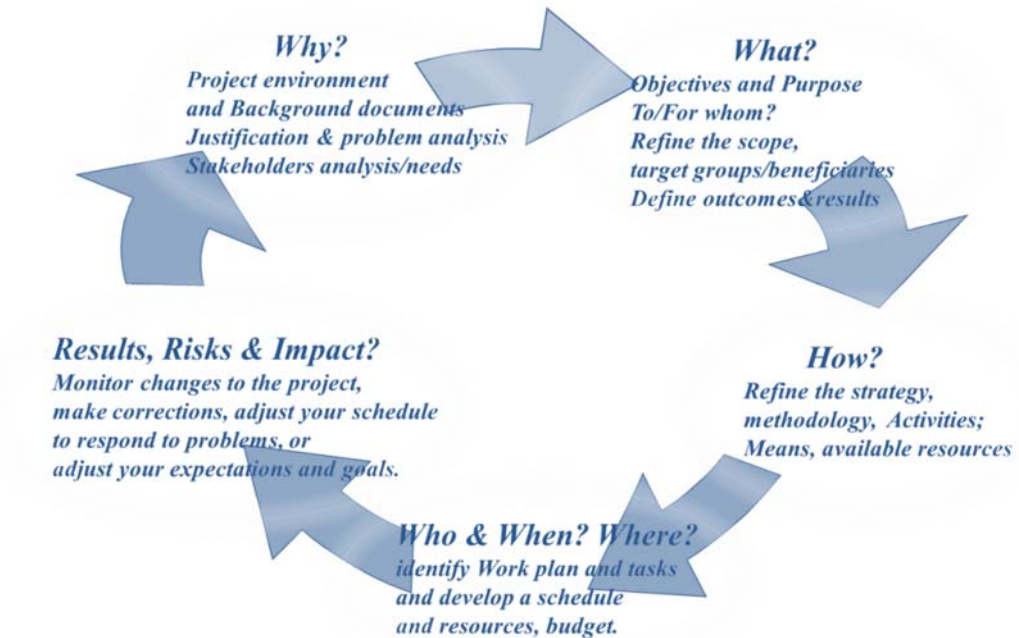 Why?
Project environment
and Background documents
Justification & problem analysis
Stakeholders analysis/needs
What?
Objectives and Purpose
To/For whom?
Refine the scope,
target groups/beneficiaries
Define outcomes&results
How?
Refine the strategy,
methodology, Activities;
Means, available resources
Who & When? Where?
identify Work plan and tasks
and develop a schedule
and resources, budget.
Results, Risks & Impact?
Monitor changes to the project,
make corrections, adjust your schedule
to respond to problems, or
adjust your expectations and goals.